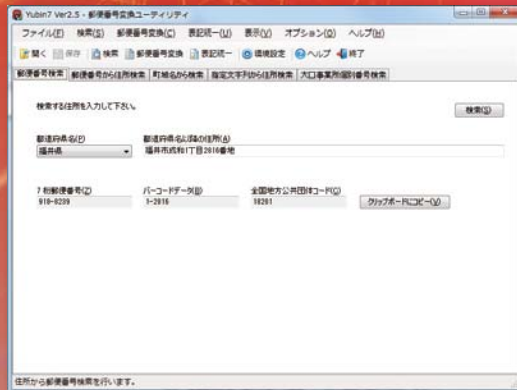 Yubin7 Ver2.5 - 郵便番号変換ユーティリティ
ファイル(F) 検索(S) 郵便番号変換(C) 表記統一(U) 表示(V) オプション(O) ヘルプ(H)
開く 保存 検索 郵便番号変換 表記統一 環境設定 ヘルプ 終了
郵便番号検索 郵便番号から住所検索 町域名から検索 指定文字列から住所検索 大口事業所個別番号検索
検索する住所を入力して下さい。
検索(S)
都道府県名(P) 都道府県名以降の住所(A)
福井県 福井市成和1丁目2816番地
7桁郵便番号(Z) バーコードデータ(B) 全国地方公共団体コード(G)
910-8239 1-2816 18201 クリップボードにコピー(V)
住所から郵便番号検索を行います。